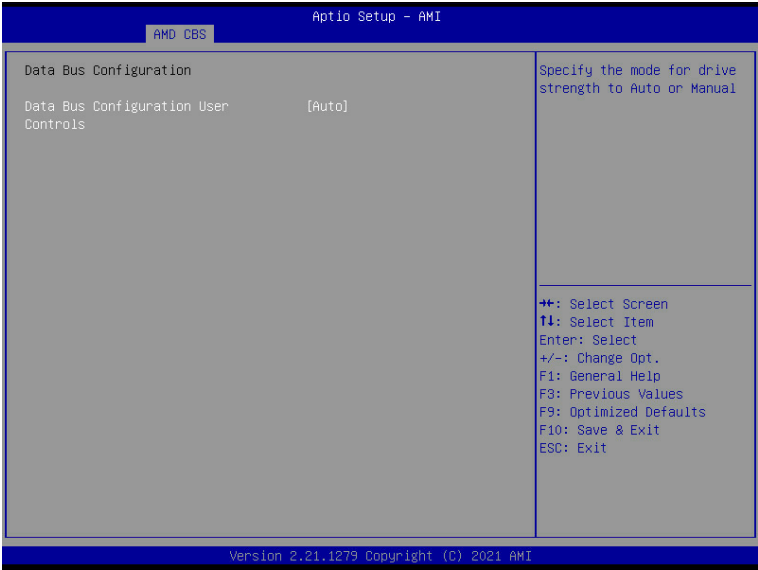 Aptio Setup – AMI
AMD CBS
Data Bus Configuration
Data Bus Configuration User Controls [Auto]
Specify the mode for drive
strength to Auto or Manual
→←: Select Screen
↑↓: Select Item
Enter: Select
+/-: Change Opt.
F1: General Help
F3: Previous Values
F9: Optimized Defaults
F10: Save & Exit
ESC: Exit
Version 2.21.1279 Copyright (C) 2021 AMI